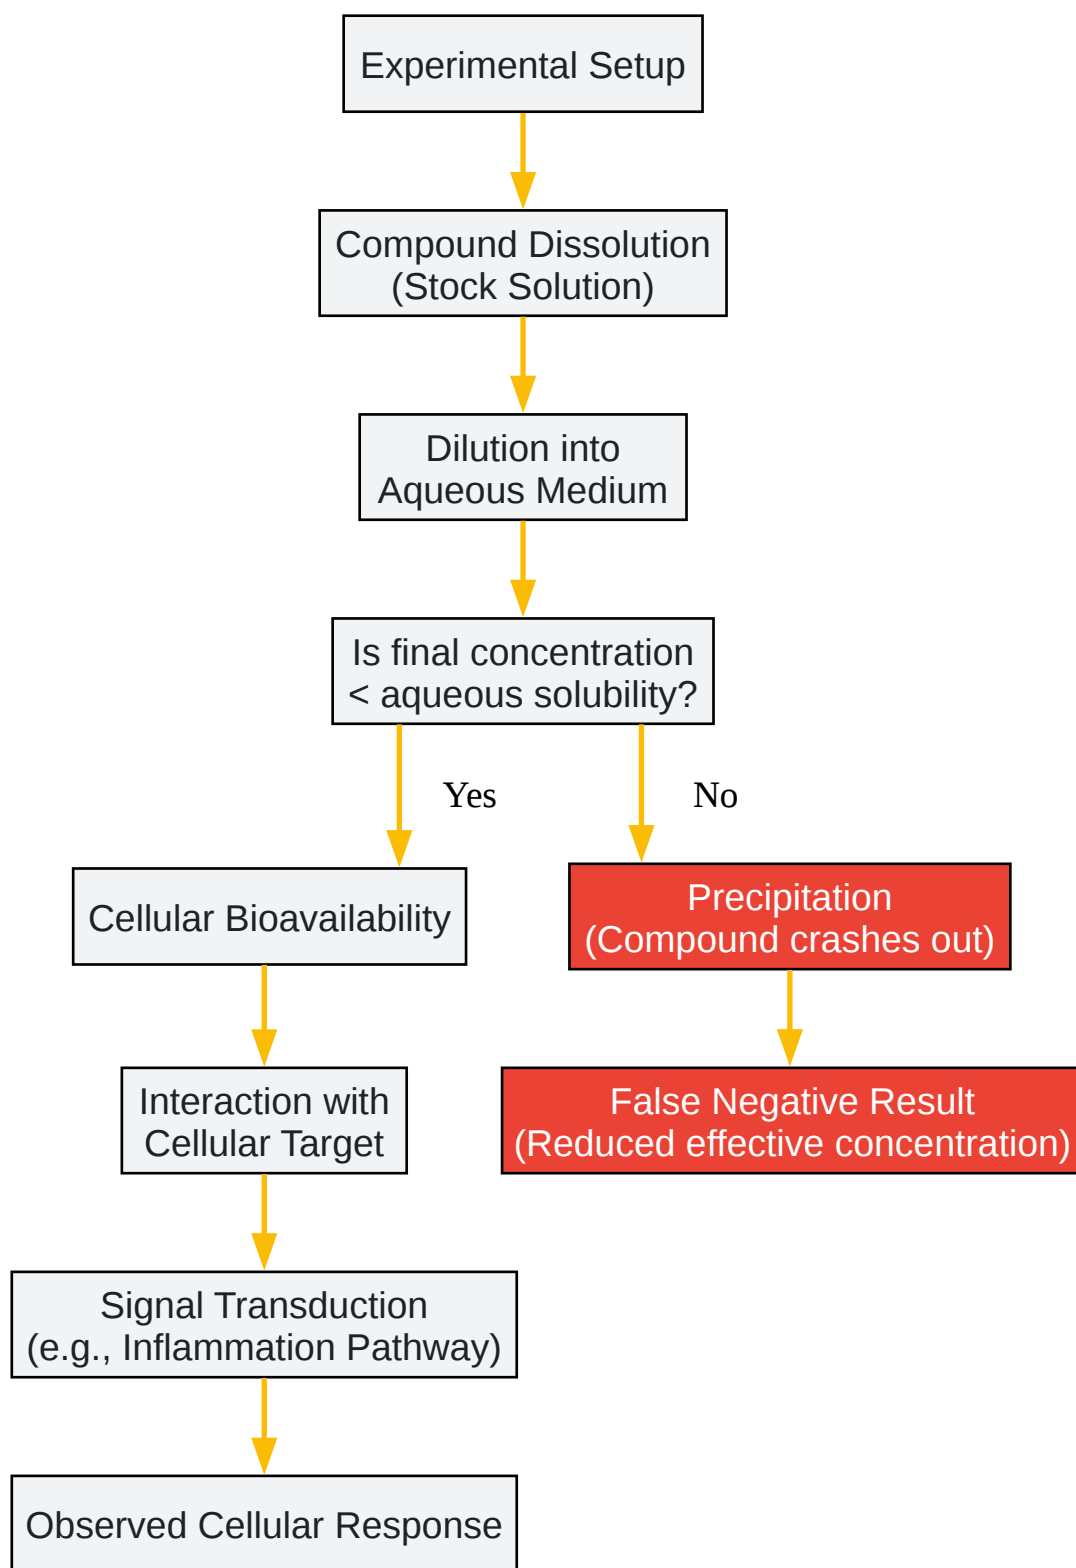 Experimental Setup
Compound Dissolution
(Stock Solution)
Dilution into
Aqueous Medium
Is final concentration
< aqueous solubility?
Yes
No
Cellular Bioavailability
Precipitation
(Compound crashes out)
Interaction with
Cellular Target
False Negative Result
(Reduced effective concentration)
Signal Transduction
(e.g., Inflammation Pathway)
Observed Cellular Response